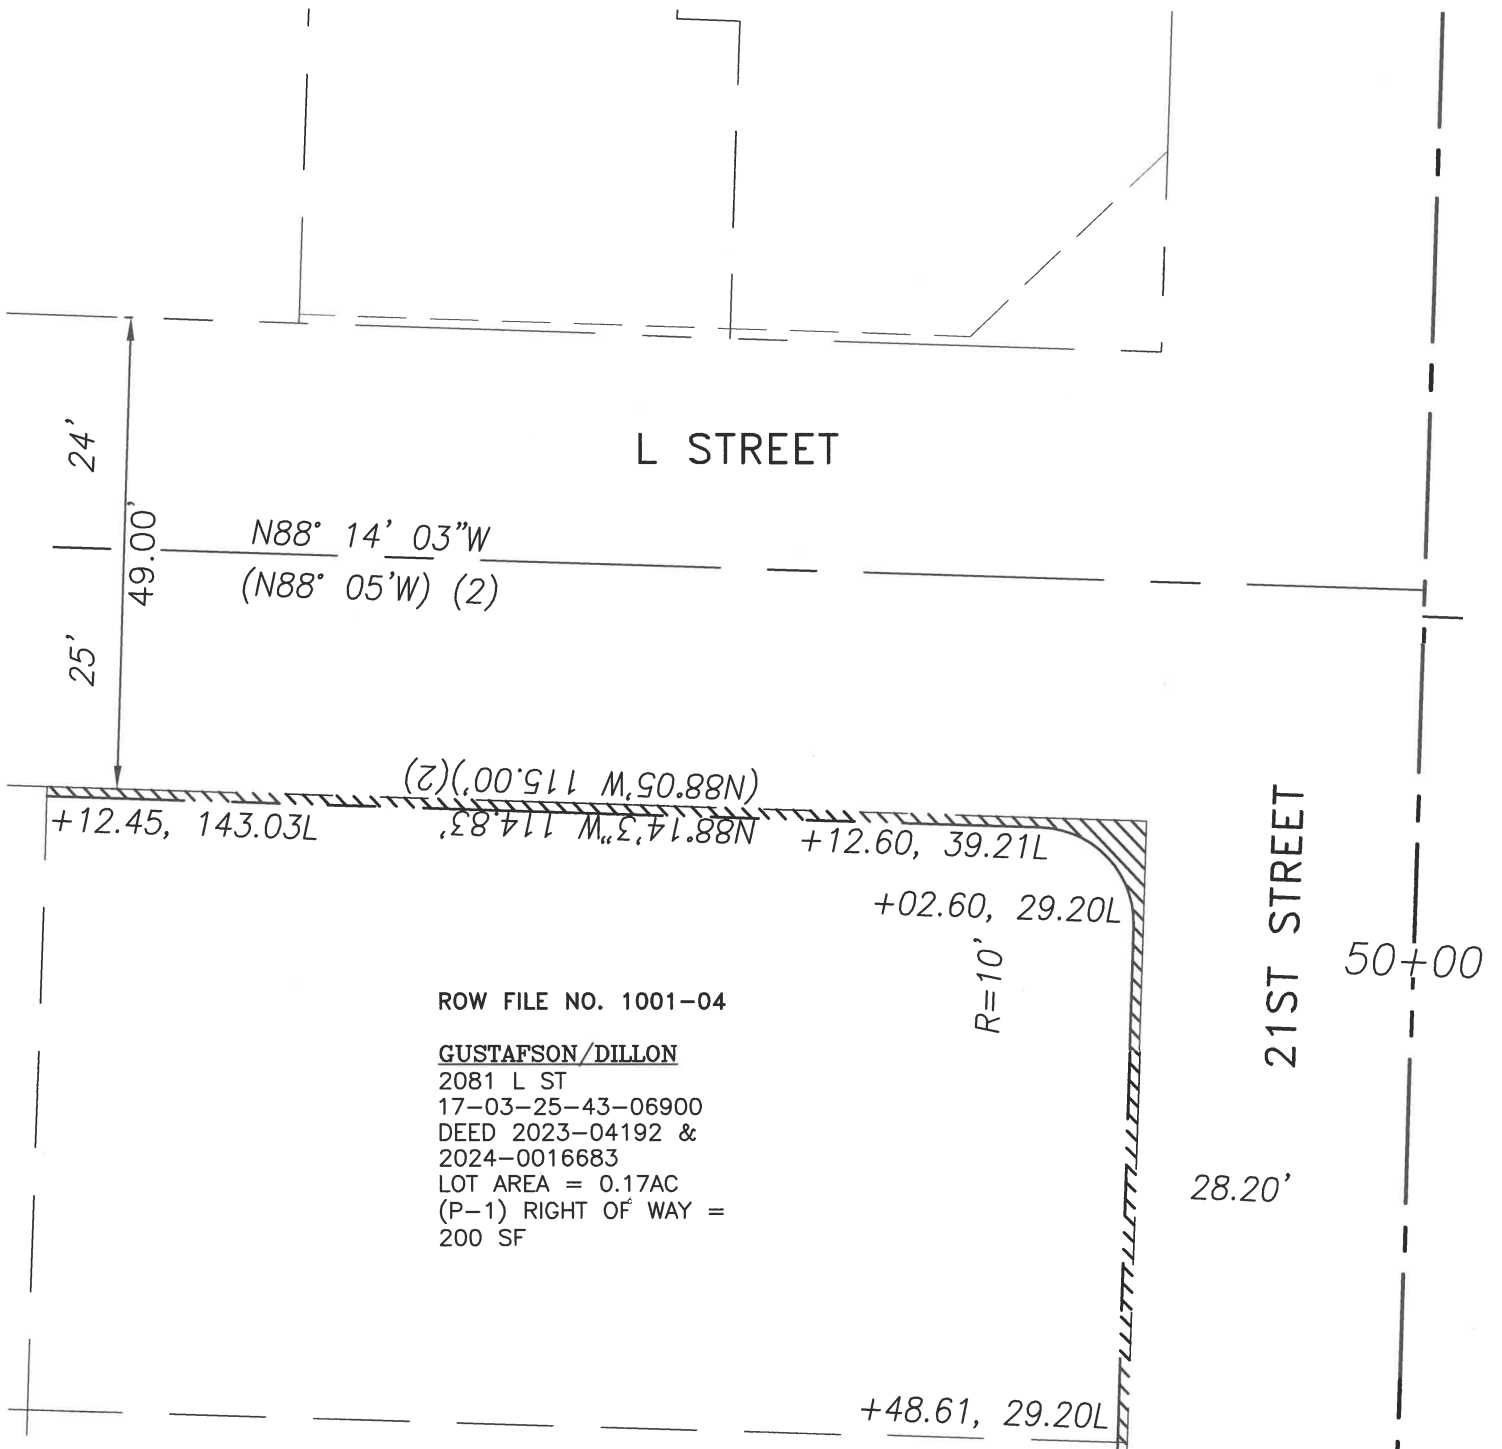 L STREET
24'
49.00'
25'
N88° 14' 03"W
(N88° 05'W) (2)
(N88°05'W 115.00')(2)
N88°14'3"W 114.83'
+12.45, 143.03L
+12.60, 39.21L
+02.60, 29.20L
R=10'
21ST STREET
50+00
ROW FILE NO. 1001-04
GUSTAFSON/DILLON
2081 L ST
17-03-25-43-06900
DEED 2023-04192 &
2024-0016683
LOT AREA = 0.17AC
(P-1) RIGHT OF WAY =
200 SF
28.20'
+48.61, 29.20L